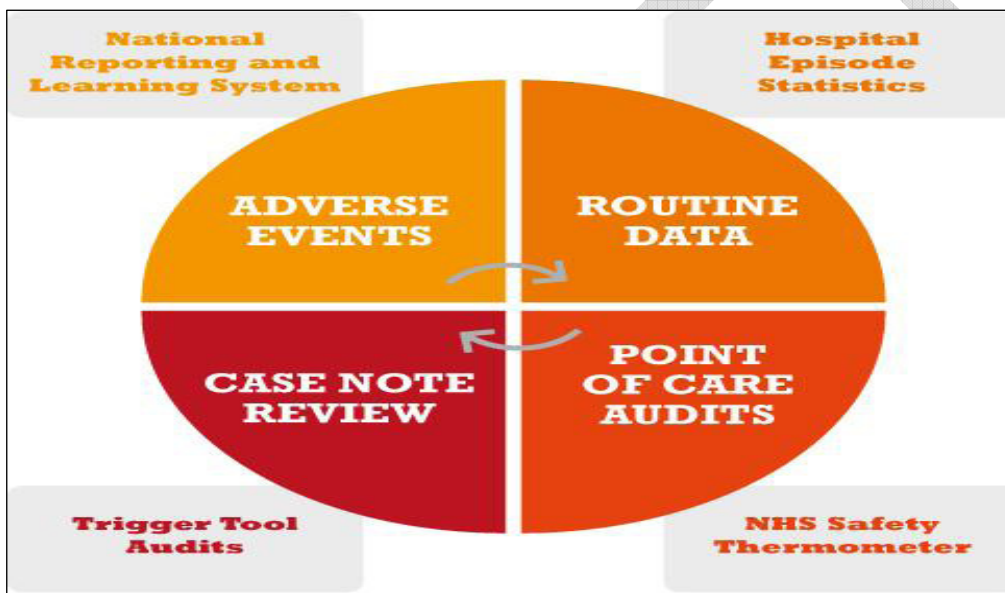 National
Reporting and
Learning System
Hospital
Episode
Statistics
ADVERSE
EVENTS
ROUTINE
DATA
CASE NOTE
REVIEW
POINT
OF CARE
AUDITS
Trigger Tool
Audits
NHS Safety
Thermometer